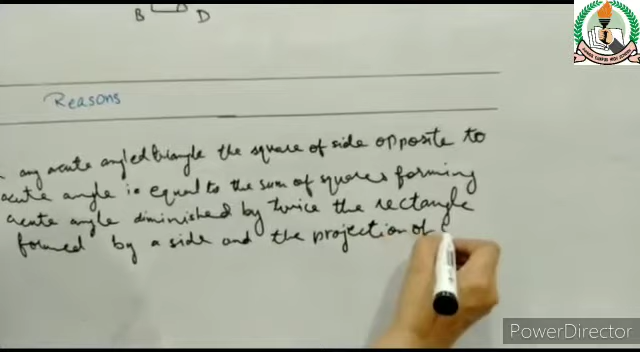 B D
Reasons
any acute angled triangle the square of side opposite to
acute angle is equal to the sum of squares forming
acute angle diminished by twice the rectangle
formed by a side and the projection of
PowerDirector